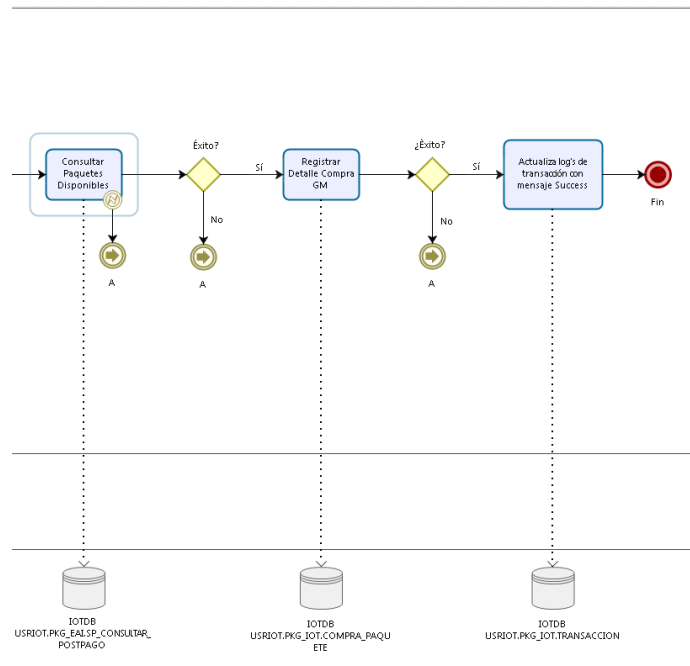 Consultar
Paquetes
Disponibles
Éxito?
Sí
No
A
A
Registrar
Detalle Compra
GM
¿Èxito?
Sí
No
A
Actualiza log's de
transacción con
mensaje Success
Fin
IOTDB
USRIOT.PKG_EAI.SP_CONSULTAR_
POSTPAGO
IOTDB
USRIOT.PKG_IOT.COMPRA_PAQU
ETE
IOTDB
USRIOT.PKG_IOT.TRANSACCION